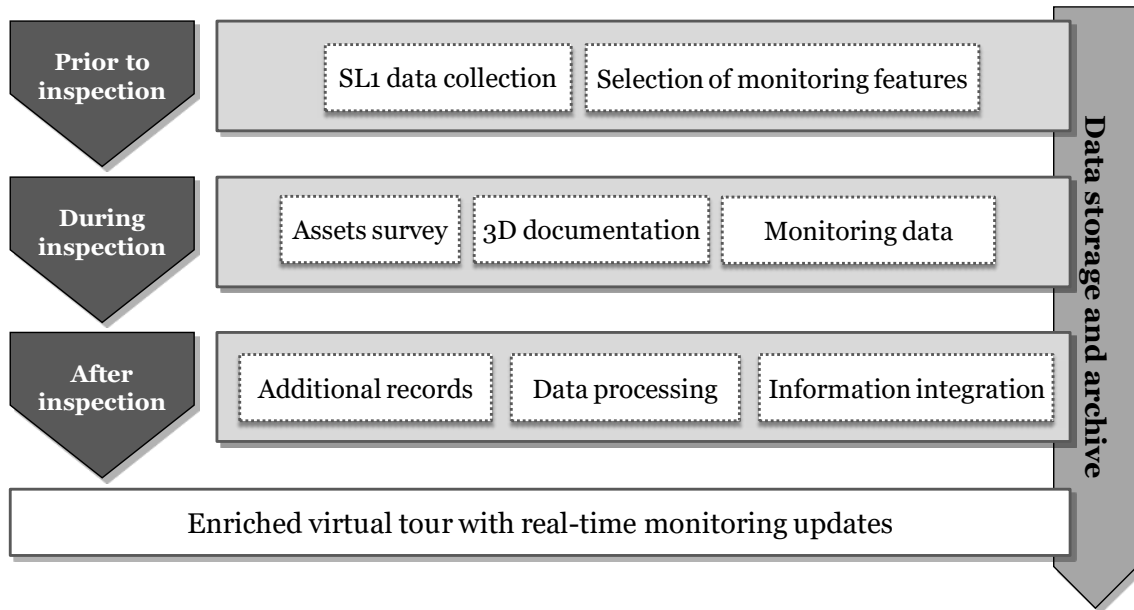 Prior to
inspection
SL1 data collection
Selection of monitoring features
During
inspection
Assets survey
3D documentation
Monitoring data
After
inspection
Additional records
Data processing
Information integration
Enriched virtual tour with real-time monitoring updates
Data storage and archive